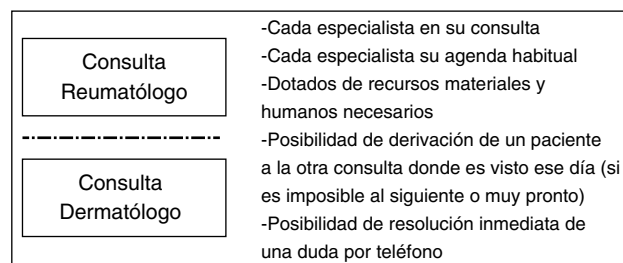 Consulta
Reumatólogo
Consulta
Dermatólogo
-Cada especialista en su consulta
-Cada especialista su agenda habitual
-Dotados de recursos materiales y
humanos necesarios
-Posibilidad de derivación de un paciente
a la otra consulta donde es visto ese día (si
es imposible al siguiente o muy pronto)
-Posibilidad de resolución inmediata de
una duda por teléfono